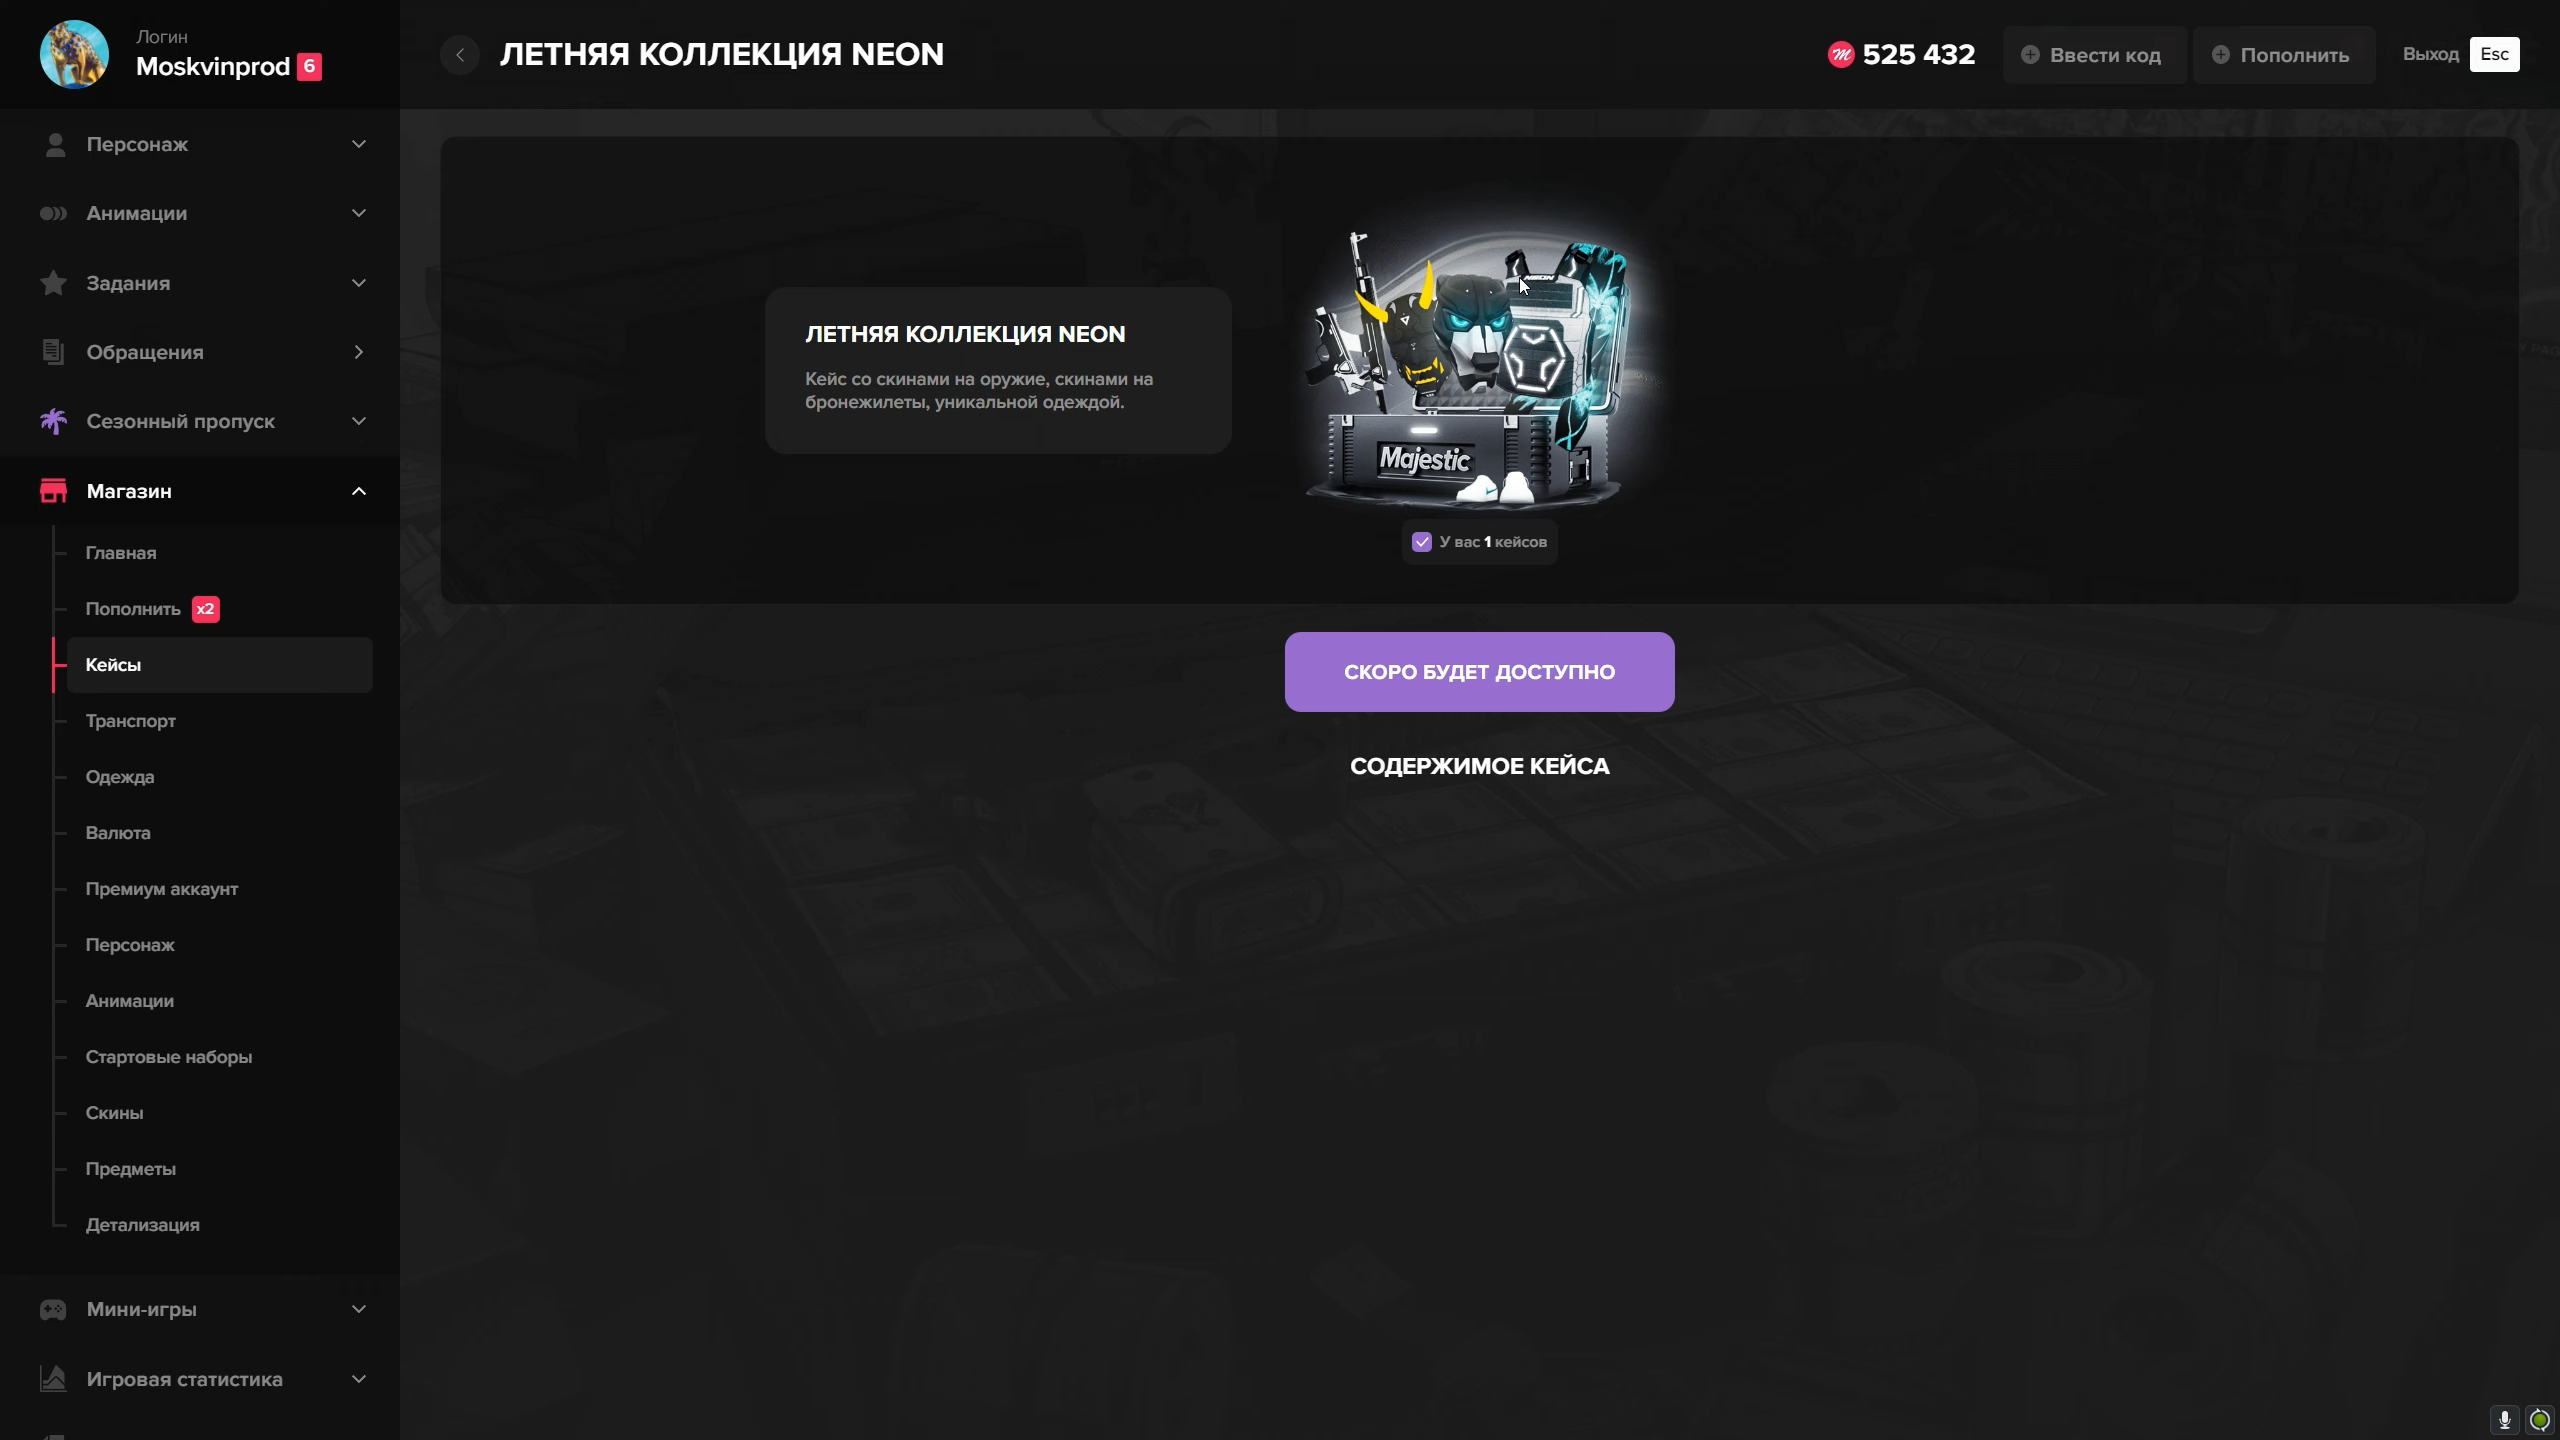 Логин
Moskvinprod 6
ЛЕТНЯЯ КОЛЛЕКЦИЯ NEON
525 432
Ввести код
Пополнить
Выход Esc
Персонаж
Анимации
Задания
Обращения
Сезонный пропуск
Магазин
Главная
Пополнить x2
Кейсы
Транспорт
Одежда
Валюта
Премиум аккаунт
Персонаж
Анимации
Стартовые наборы
Скины
Предметы
Детализация
Мини-игры
Игровая статистика
ЛЕТНЯЯ КОЛЛЕКЦИЯ NEON
Кейс со скинами на оружие, скинами на
бронежилеты, уникальной одеждой.
NEON
Majestic
У вас 1 кейсов
СКОРО БУДЕТ ДОСТУПНО
СОДЕРЖИМОЕ КЕЙСА